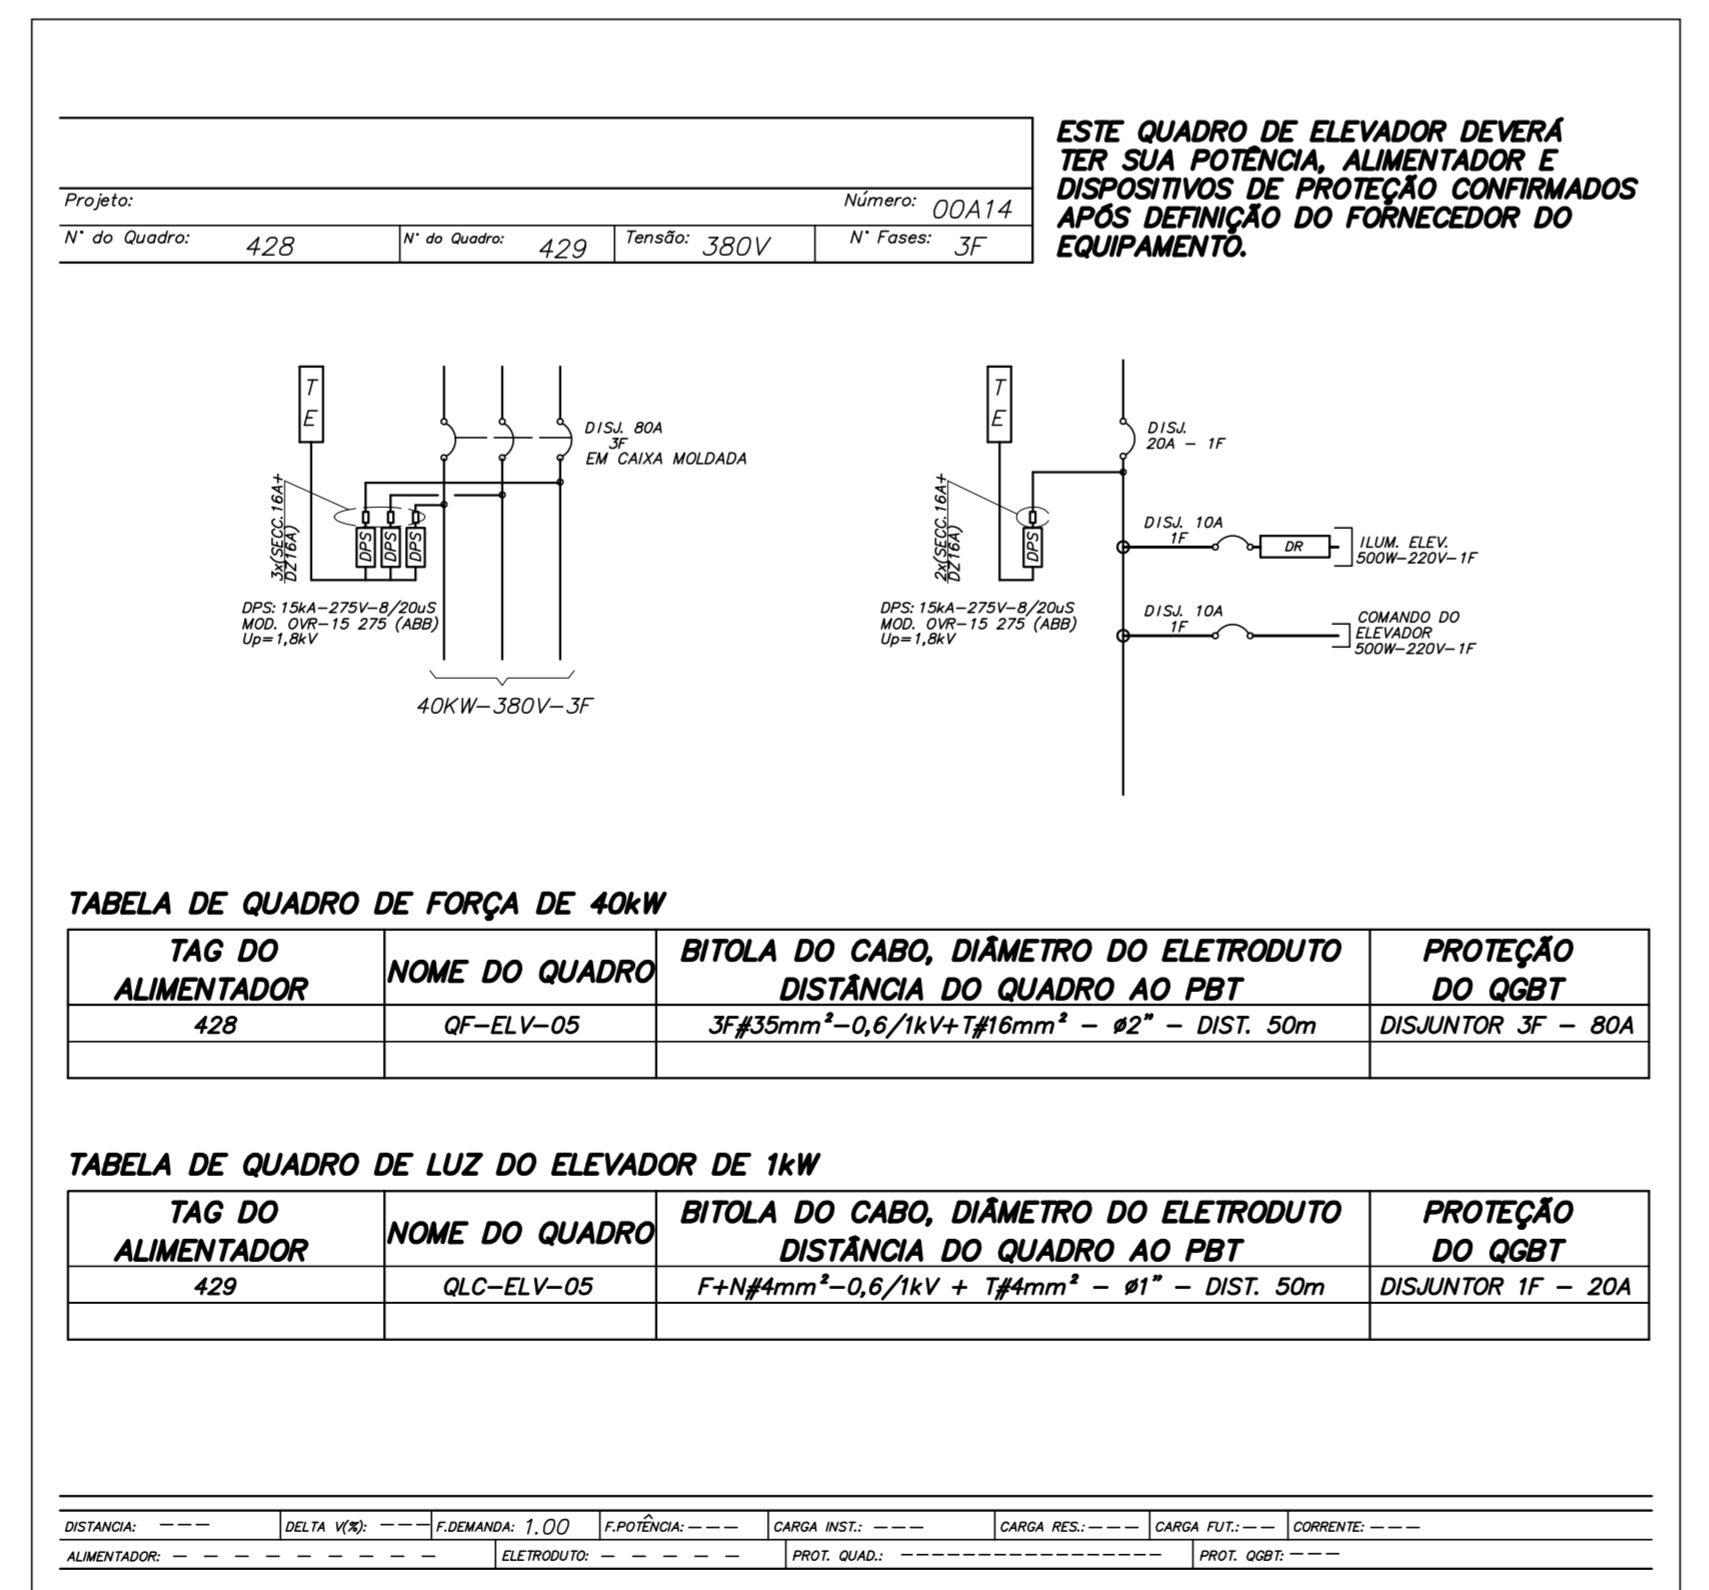 ESTE QUADRO DE ELEVADOR DEVERÁ
TER SUA POTÊNCIA, ALIMENTADOR E
DISPOSITIVOS DE PROTEÇÃO CONFIRMADOS
APÓS DEFINIÇÃO DO FORNECEDOR DO
EQUIPAMENTO.
Projeto: Número: 00A14
N° do Quadro: 428 N° do Quadro: 429 Tensão: 380V N° Fases: 3F
T
E
DISJ. 80A
3F
EM CAIXA MOLDADA
3x(SECC.16A+
DZ16A)
DPS DPS DPS
DPS: 15kA-275V-8/20uS
MOD. OVR-15 275 (ABB)
Up=1,8kV
40KW-380V-3F
T
E
DISJ.
20A - 1F
2x(SECC.16A+
DZ16A)
DPS
DPS: 15kA-275V-8/20uS
MOD. OVR-15 275 (ABB)
Up=1,8kV
DISJ. 10A
1F
DR
ILUM. ELEV.
500W-220V-1F
DISJ. 10A
1F
COMANDO DO
ELEVADOR
500W-220V-1F
TABELA DE QUADRO DE FORÇA DE 40kW
TAG DO
ALIMENTADOR
NOME DO QUADRO
BITOLA DO CABO, DIÂMETRO DO ELETRODUTO
DISTÂNCIA DO QUADRO AO PBT
PROTEÇÃO
DO QGBT
428 QF-ELV-05 3F#35mm²-0,6/1kV+T#16mm² - ø2" - DIST. 50m DISJUNTOR 3F - 80A
TABELA DE QUADRO DE LUZ DO ELEVADOR DE 1kW
TAG DO
ALIMENTADOR
NOME DO QUADRO
BITOLA DO CABO, DIÂMETRO DO ELETRODUTO
DISTÂNCIA DO QUADRO AO PBT
PROTEÇÃO
DO QGBT
429 QLC-ELV-05 F+N#4mm²-0,6/1kV + T#4mm² - ø1" - DIST. 50m DISJUNTOR 1F - 20A
DISTANCIA: --- DELTA V(%): --- F.DEMANDA: 1.00 F.POTÊNCIA: --- CARGA INST.: --- CARGA RES.: --- CARGA FUT.: -- CORRENTE: ---
ALIMENTADOR: - - - - - - - - - ELETRODUTO: - - - - - PROT. QUAD.: ----------------- PROT. QGBT: ---